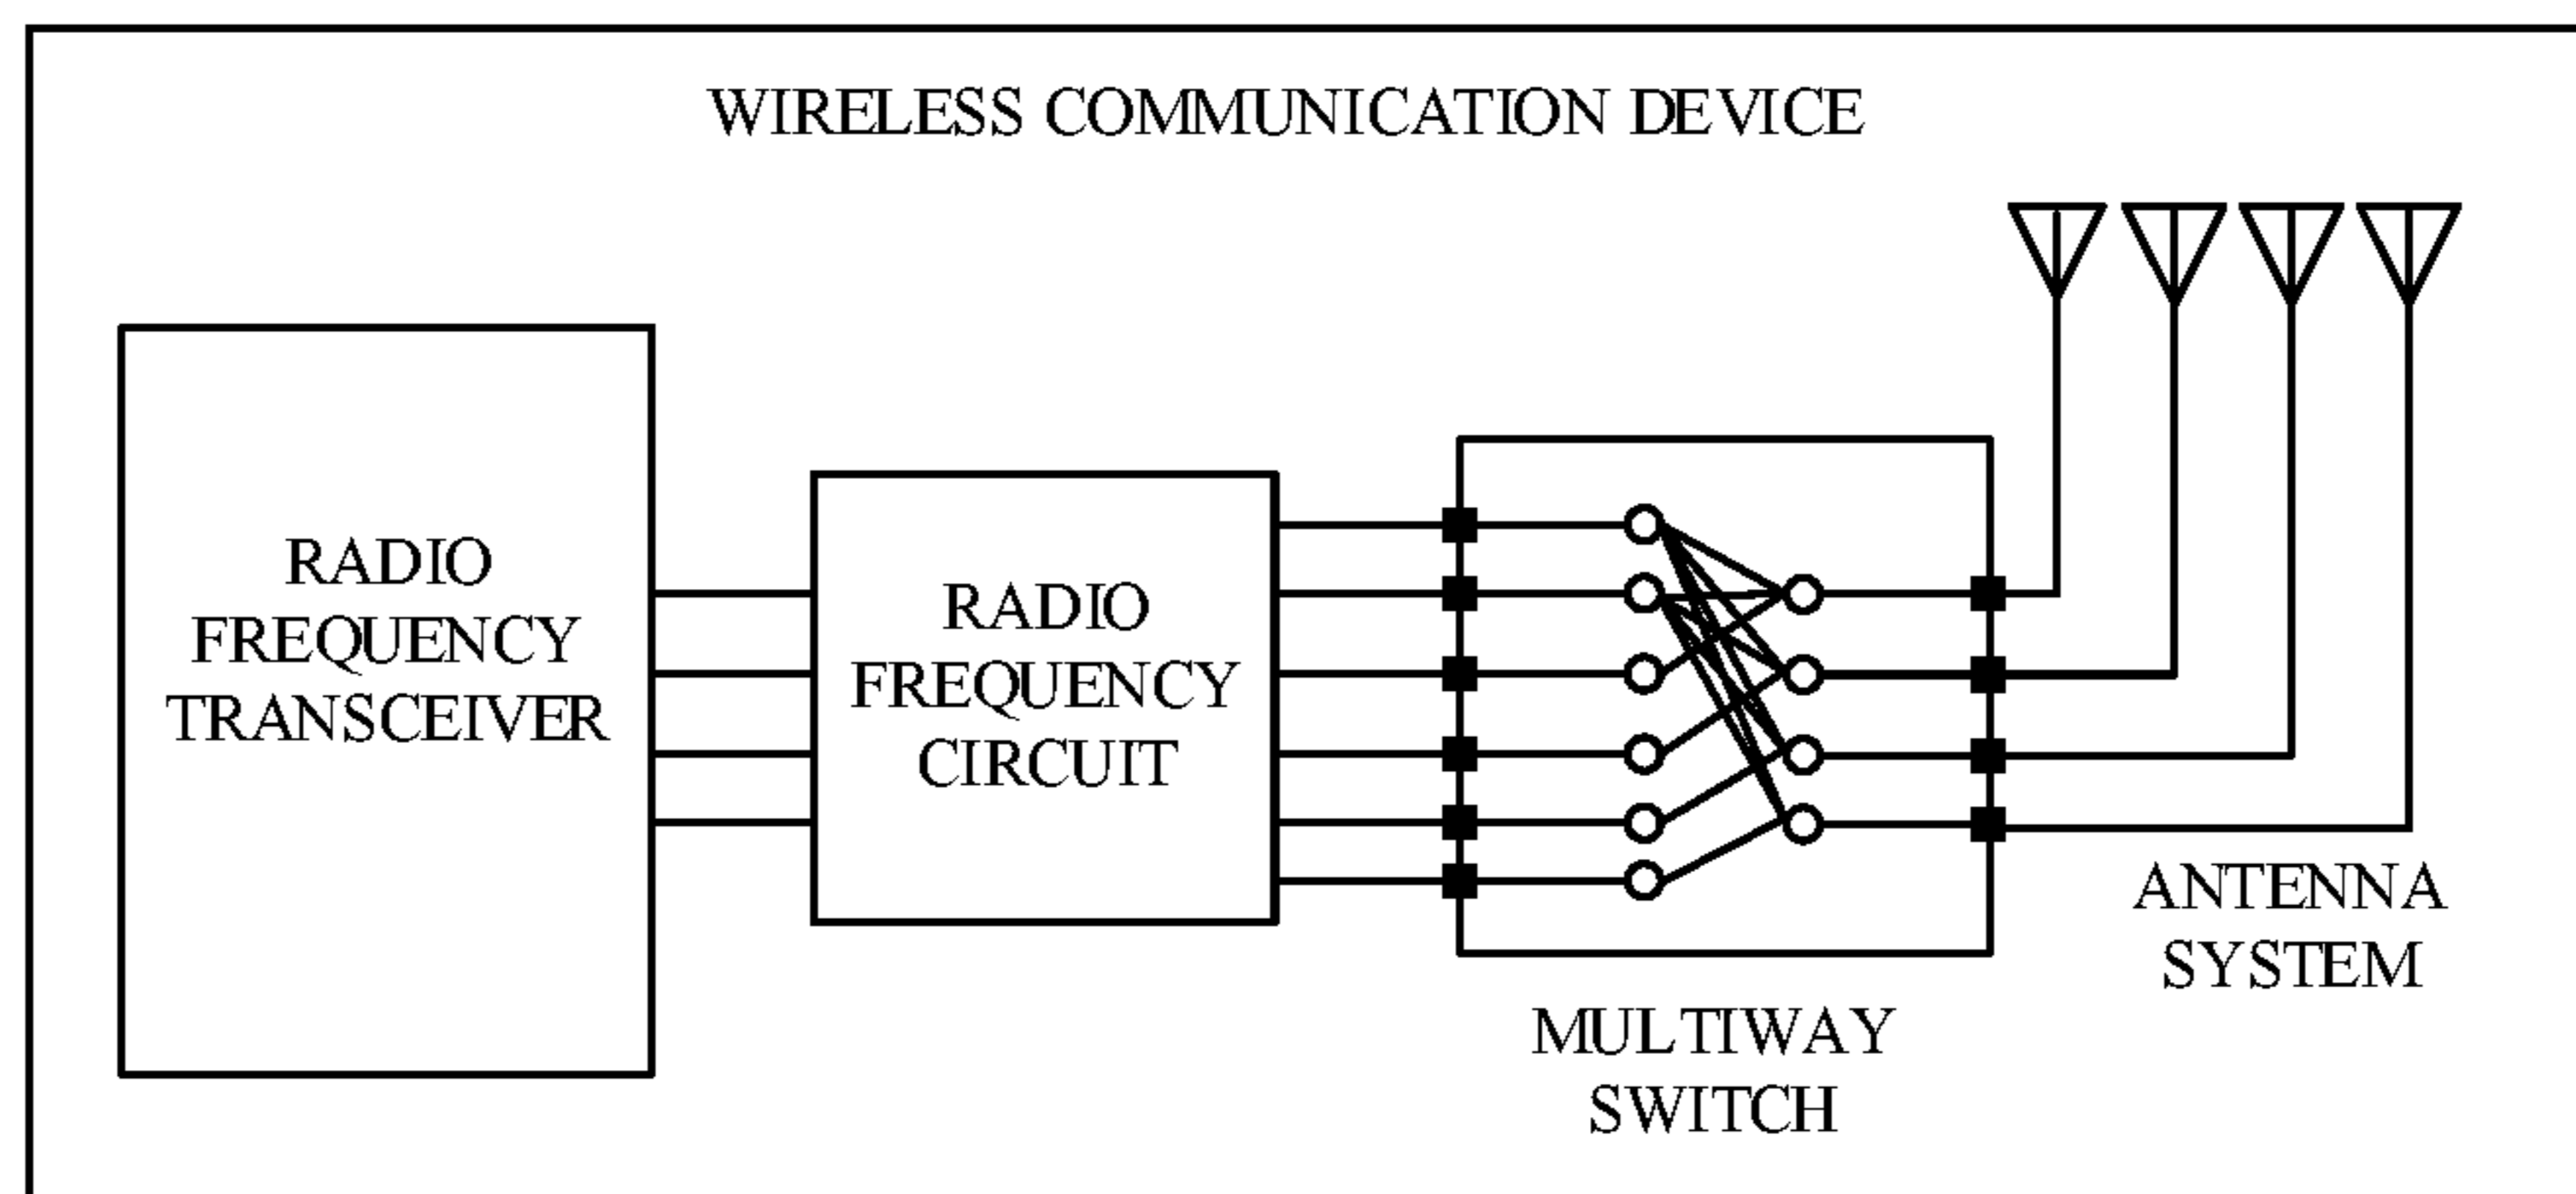 WIRELESS COMMUNICATION DEVICE
RADIO
FREQUENCY
TRANSCEIVER
RADIO
FREQUENCY
CIRCUIT
MULTIWAY
SWITCH
ANTENNA
SYSTEM